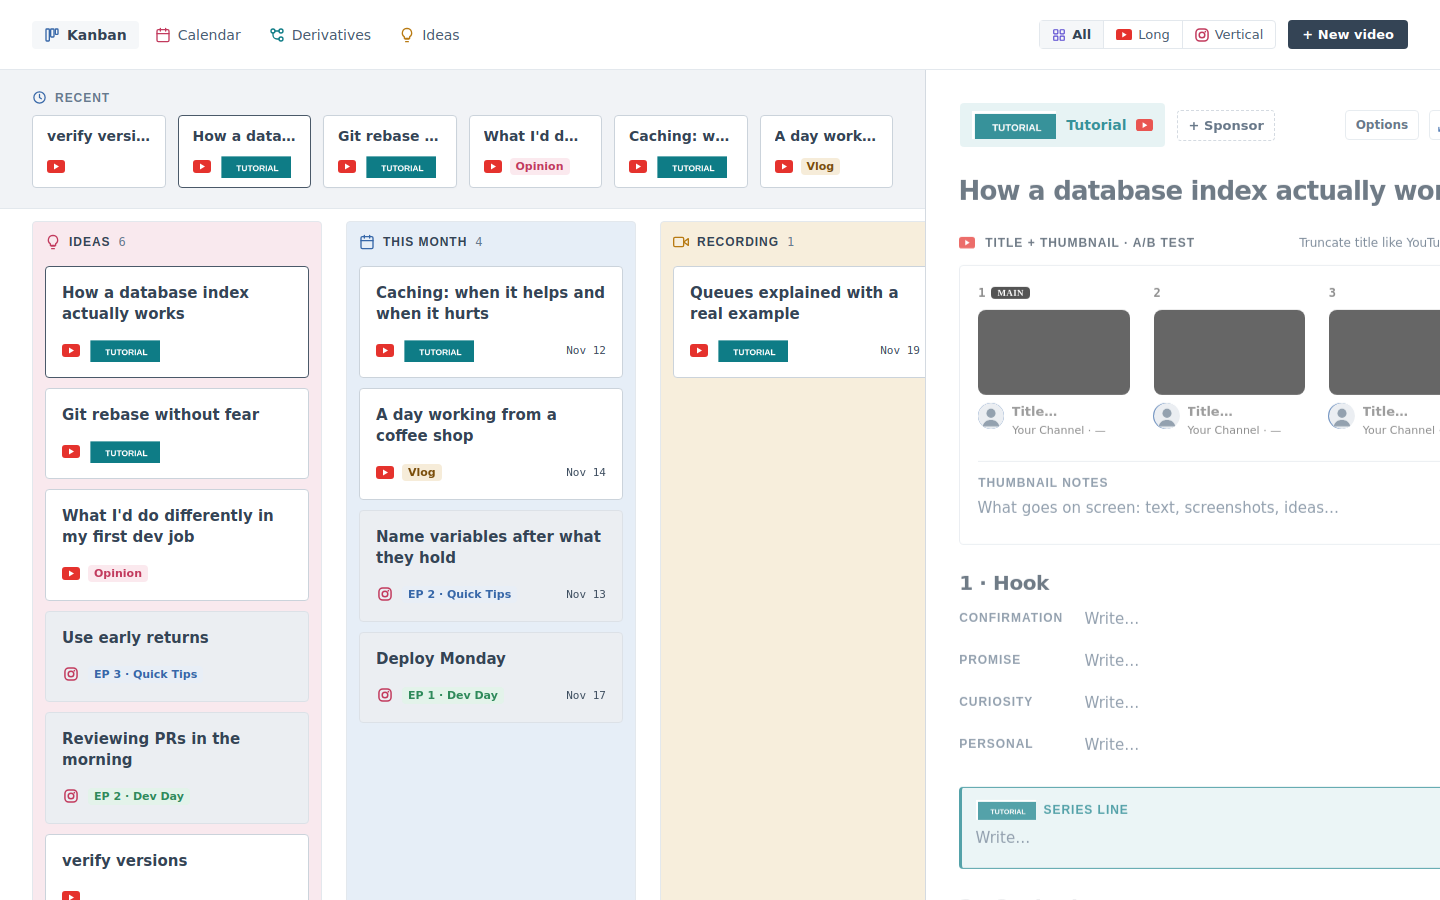 Kanban
Calendar
Derivatives
Ideas
All
Long
Vertical
+ New video
RECENT
verify versi…
How a data…
TUTORIAL
Git rebase …
TUTORIAL
What I'd d…
Opinion
Caching: w…
TUTORIAL
A day work…
Vlog
IDEAS 6
How a database index
actually works
TUTORIAL
Git rebase without fear
TUTORIAL
What I'd do differently in
my first dev job
Opinion
Use early returns
EP 3 · Quick Tips
Reviewing PRs in the
morning
EP 2 · Dev Day
verify versions
THIS MONTH 4
Caching: when it helps and
when it hurts
TUTORIAL
Nov 12
A day working from a
coffee shop
Vlog
Nov 14
Name variables after what
they hold
EP 2 · Quick Tips
Nov 13
Deploy Monday
EP 1 · Dev Day
Nov 17
RECORDING 1
Queues explained with a
real example
TUTORIAL
Nov 19
TUTORIAL
Tutorial
+ Sponsor
Options
How a database index actually wor
TITLE + THUMBNAIL · A/B TEST
Truncate title like YouTu
1 MAIN
2
3
Title…
Your Channel · —
Title…
Your Channel · —
Title…
Your Channel
THUMBNAIL NOTES
What goes on screen: text, screenshots, ideas…
1 · Hook
CONFIRMATION
Write…
PROMISE
Write…
CURIOSITY
Write…
PERSONAL
Write…
TUTORIAL
SERIES LINE
Write…